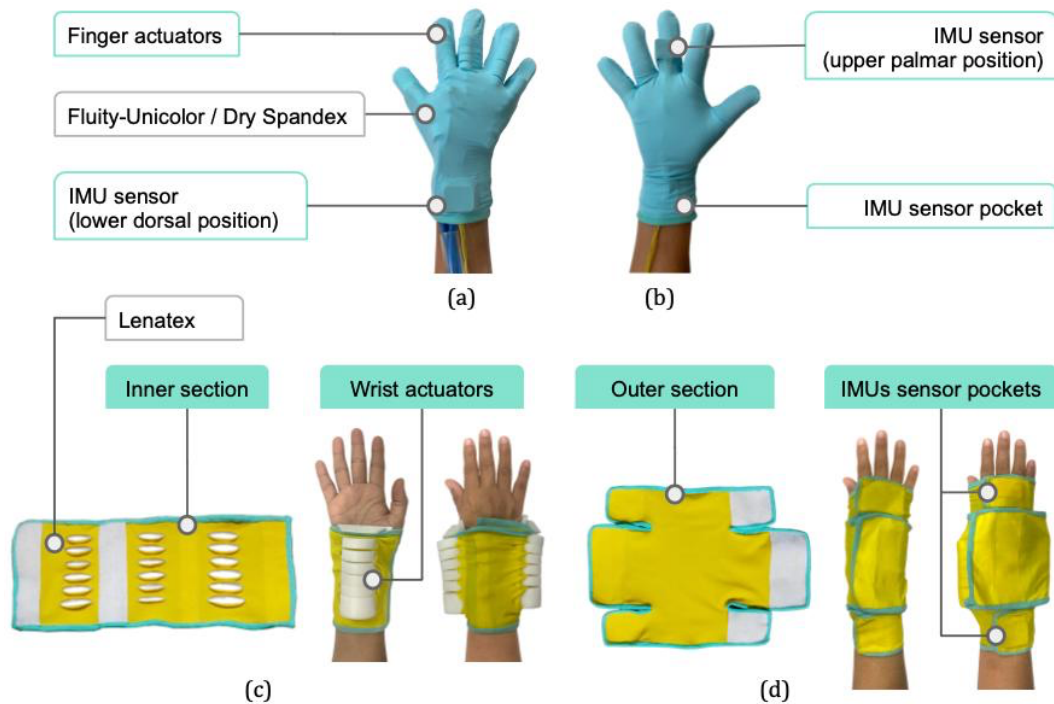 Finger actuators
Fluity-Unicolor / Dry Spandex
IMU sensor
(lower dorsal position)
IMU sensor
(upper palmar position)
IMU sensor pocket
(a)
(b)
Lenatex
Inner section
Wrist actuators
Outer section
IMUs sensor pockets
(c)
(d)